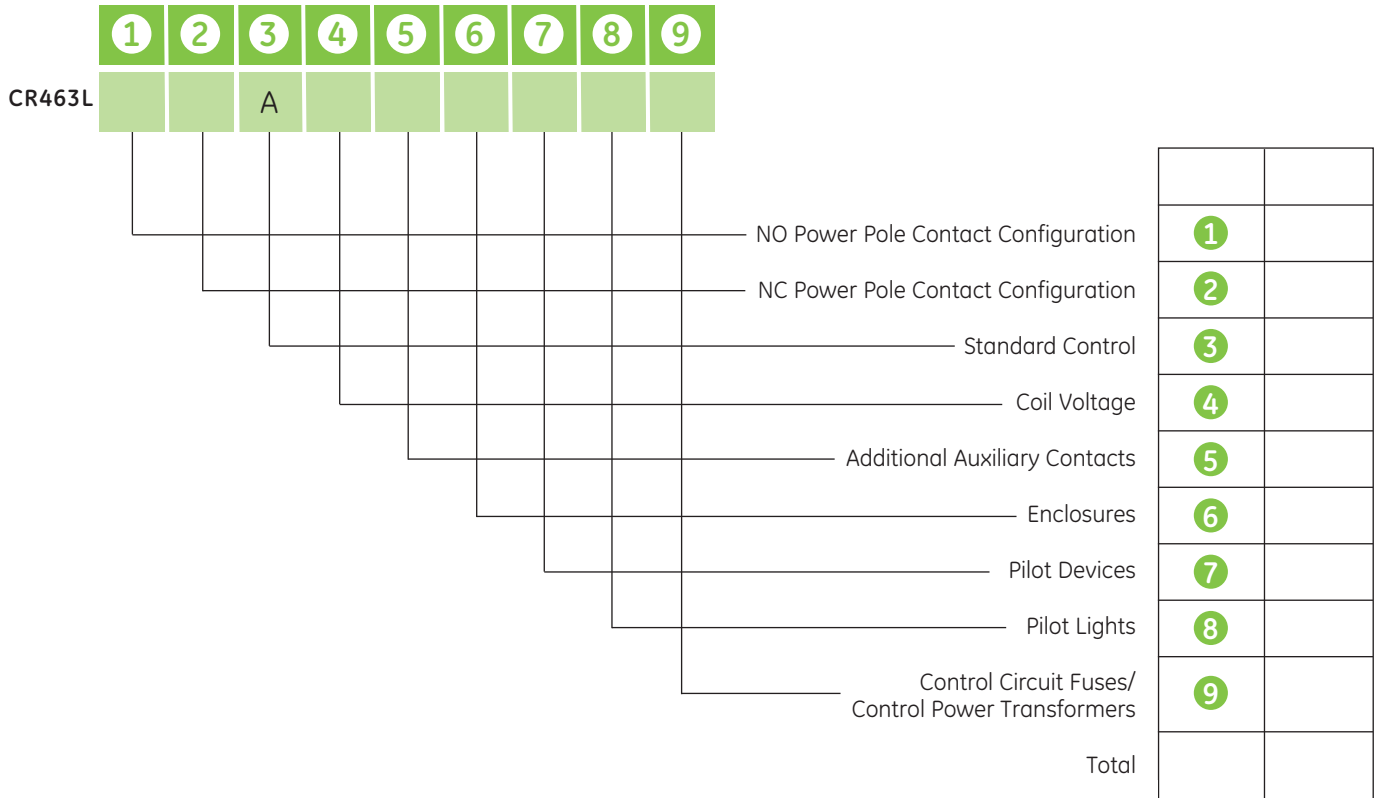 1 2 3 4 5 6 7 8 9
CR463L A
NO Power Pole Contact Configuration 1
NC Power Pole Contact Configuration 2
Standard Control 3
Coil Voltage 4
Additional Auxiliary Contacts 5
Enclosures 6
Pilot Devices 7
Pilot Lights 8
Control Circuit Fuses/
Control Power Transformers 9
Total